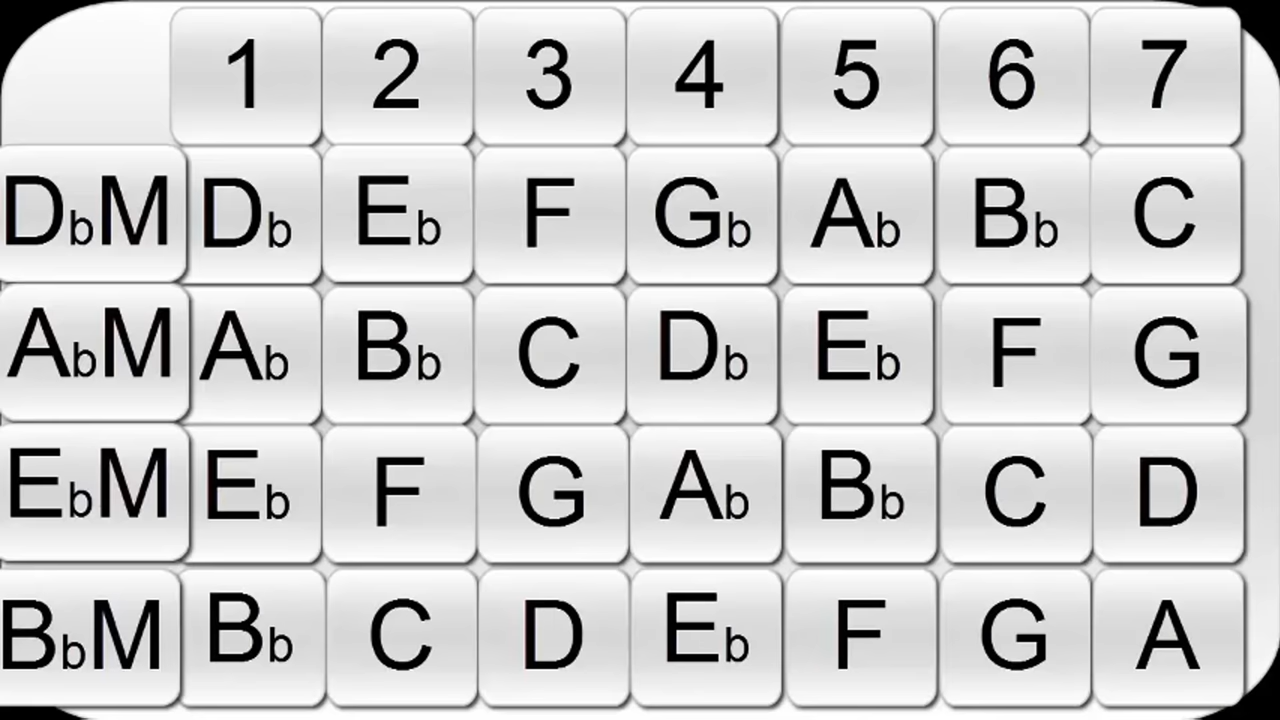 1 2 3 4 5 6 7
DbM Db Eb F Gb Ab Bb C
AbM Ab Bb C Db Eb F G
EbM Eb F G Ab Bb C D
BbM Bb C D Eb F G A